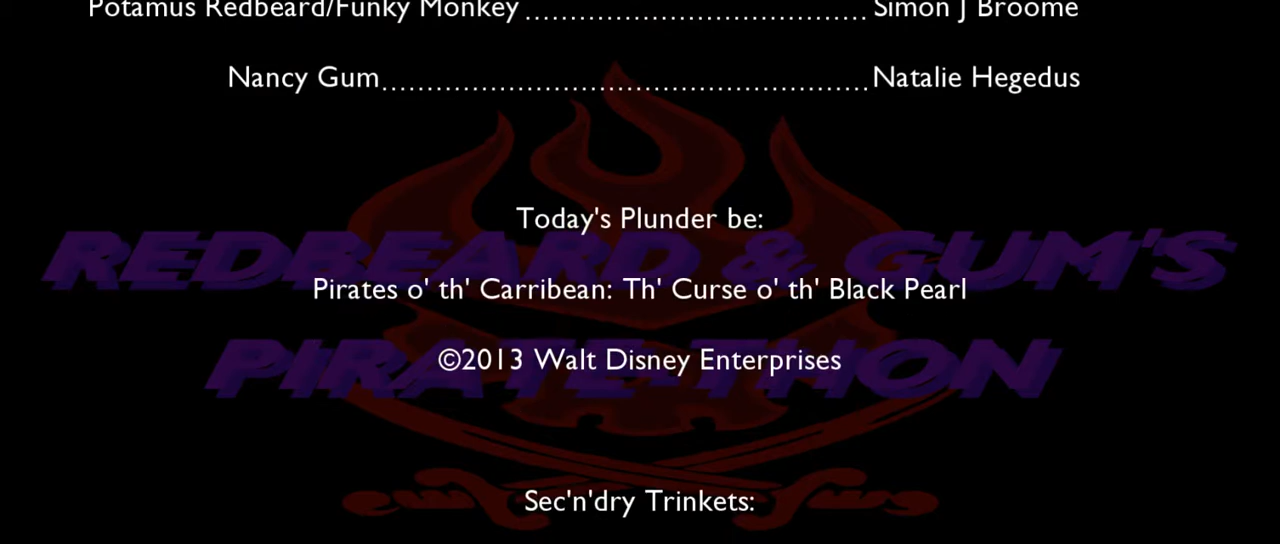 Potamus Redbeard/Funky Monkey........................................Simon J Broome
Nancy Gum........................................................Natalie Hegedus
Today's Plunder be:
REDBEARD & GUM'S
Pirates o' th' Carribean: Th' Curse o' th' Black Pearl
PIRATE-THON
©2013 Walt Disney Enterprises
Sec'n'dry Trinkets: